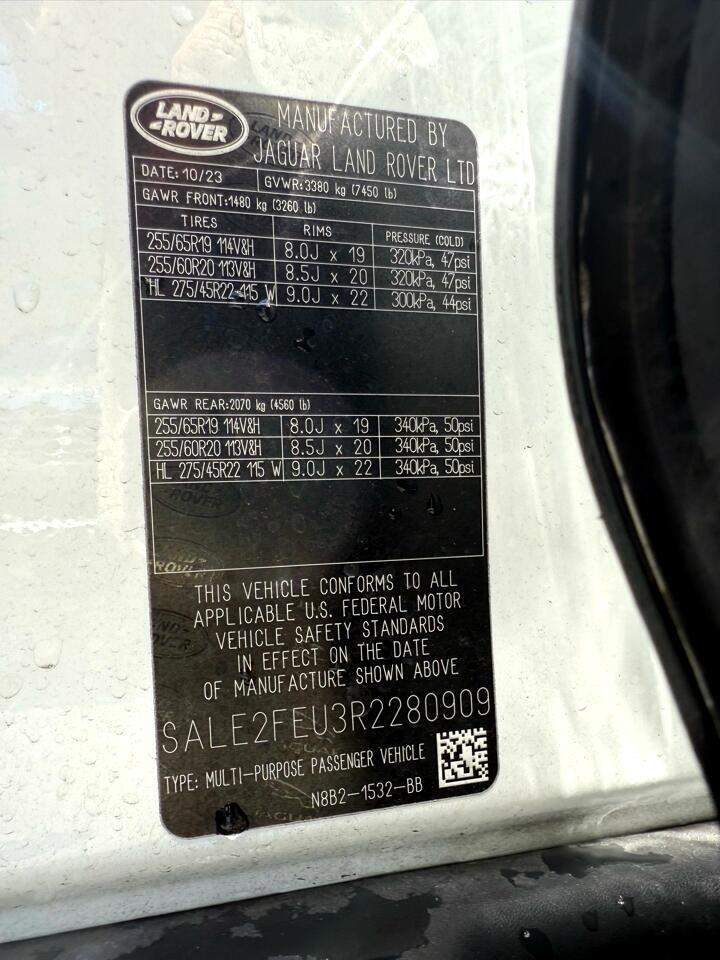 LAND-
-ROVER
MANUFACTURED BY
JAGUAR LAND ROVER LTD
DATE: 10/23 GVWR:3380 kg (7450 lb)
GAWR FRONT:1480 kg (3260 lb)
TIRES RIMS PRESSURE (COLD)
255/65R19 114V&H 8.0J x 19 320kPa, 47psi
255/60R20 113V&H 8.5J x 20 320kPa, 47psi
HL 275/45R22 115 W 9.0J x 22 300kPa, 44psi
GAWR REAR:2070 kg (4560 lb)
255/65R19 114V&H 8.0J x 19 340kPa, 50psi
255/60R20 113V&H 8.5J x 20 340kPa, 50psi
HL 275/45R22 115 W 9.0J x 22 340kPa, 50psi
THIS VEHICLE CONFORMS TO ALL
APPLICABLE U.S. FEDERAL MOTOR
VEHICLE SAFETY STANDARDS
IN EFFECT ON THE DATE
OF MANUFACTURE SHOWN ABOVE
SALE2FEU3R2280909
TYPE: MULTI-PURPOSE PASSENGER VEHICLE
N8B2-1532-BB